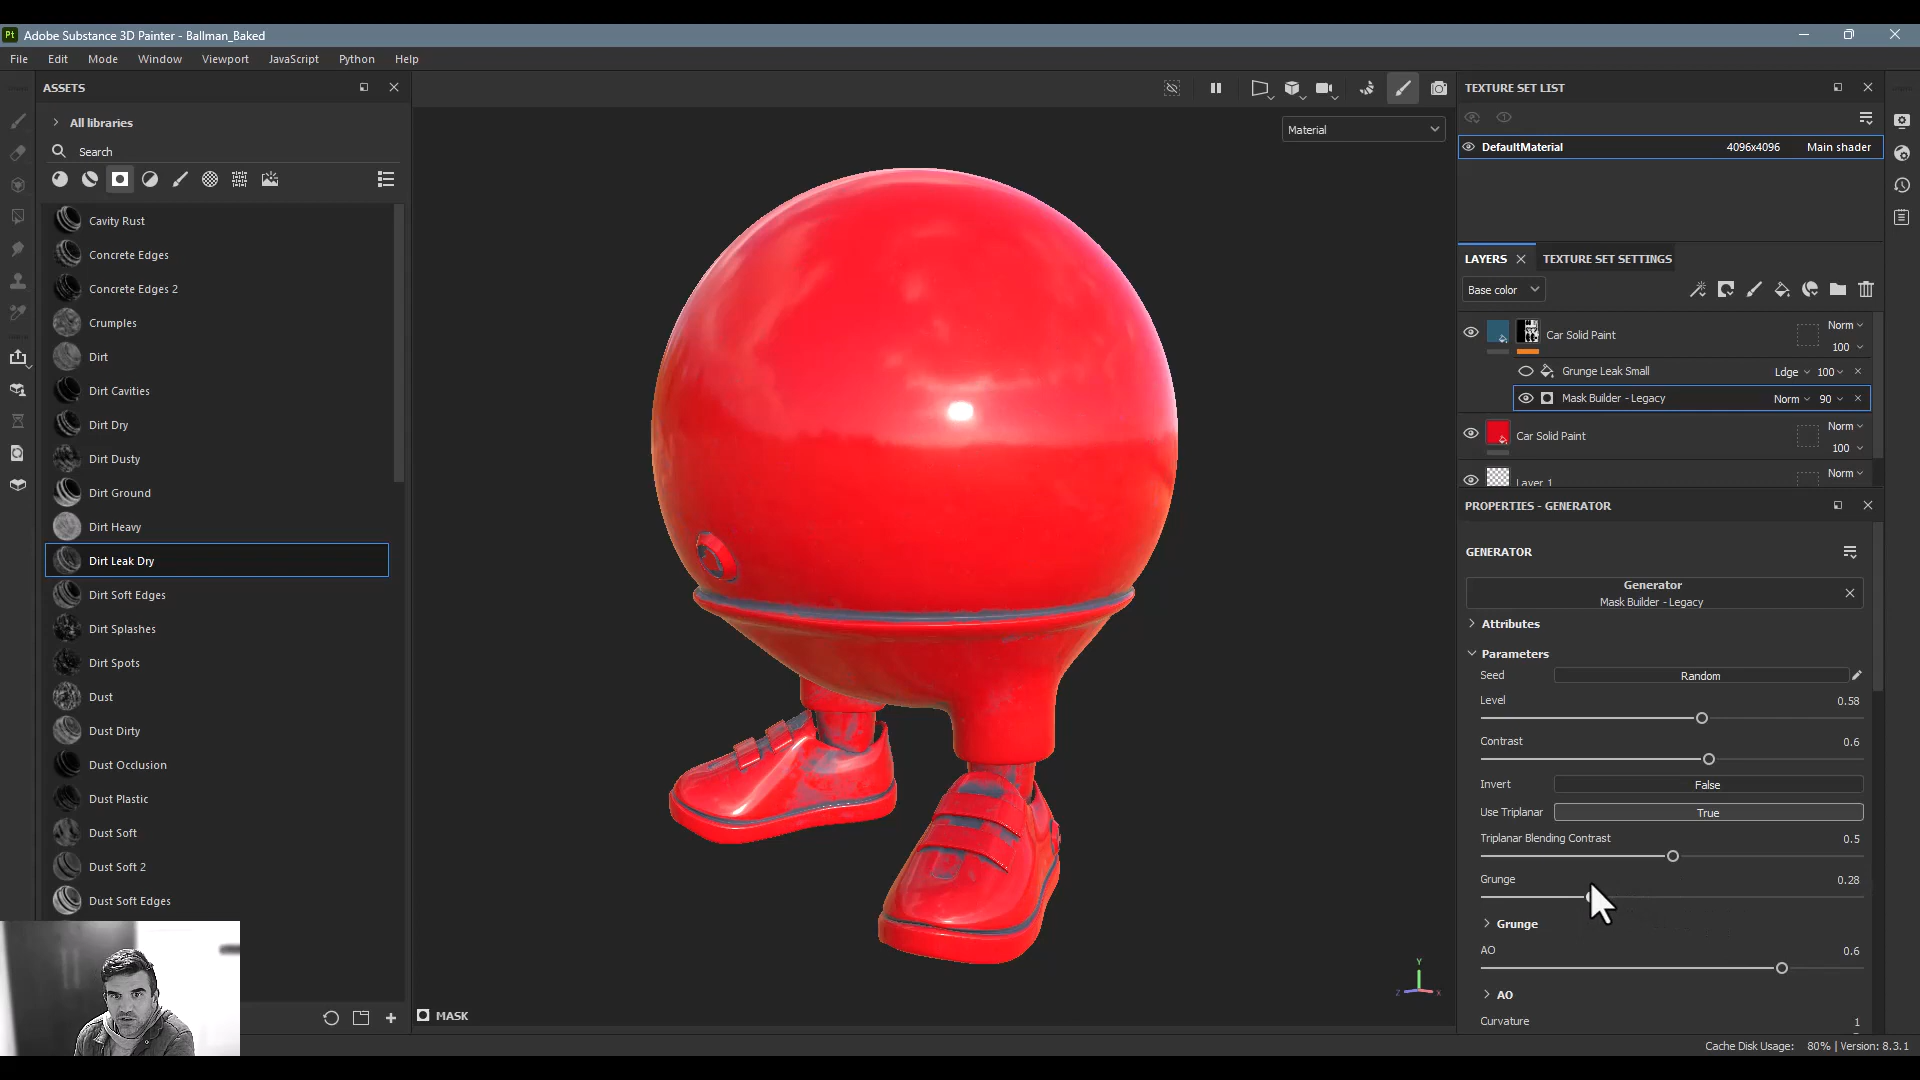 Pt Adobe Substance 3D Painter - Ballman_Baked
File Edit Mode Window Viewport JavaScript Python Help
ASSETS
All libraries
Search
Cavity Rust
Concrete Edges
Concrete Edges 2
Crumples
Dirt
Dirt Cavities
Dirt Dry
Dirt Dusty
Dirt Ground
Dirt Heavy
Dirt Leak Dry
Dirt Soft Edges
Dirt Splashes
Dirt Spots
Dust
Dust Dirty
Dust Occlusion
Dust Plastic
Dust Soft
Dust Soft 2
Dust Soft Edges
Material
Y
Z X
MASK
TEXTURE SET LIST
DefaultMaterial 4096x4096 Main shader
LAYERS TEXTURE SET SETTINGS
Base color
Car Solid Paint Norm
100
Grunge Leak Small Ldge 100
Mask Builder - Legacy Norm 90
Car Solid Paint Norm
100
Layer 1 Norm
PROPERTIES - GENERATOR
GENERATOR
Generator
Mask Builder - Legacy
Attributes
Parameters
Seed Random
Level 0.58
Contrast 0.6
Invert False
Use Triplanar True
Triplanar Blending Contrast 0.5
Grunge 0.28
Grunge
AO 0.6
AO
Curvature 1
Cache Disk Usage: 80% | Version: 8.3.1